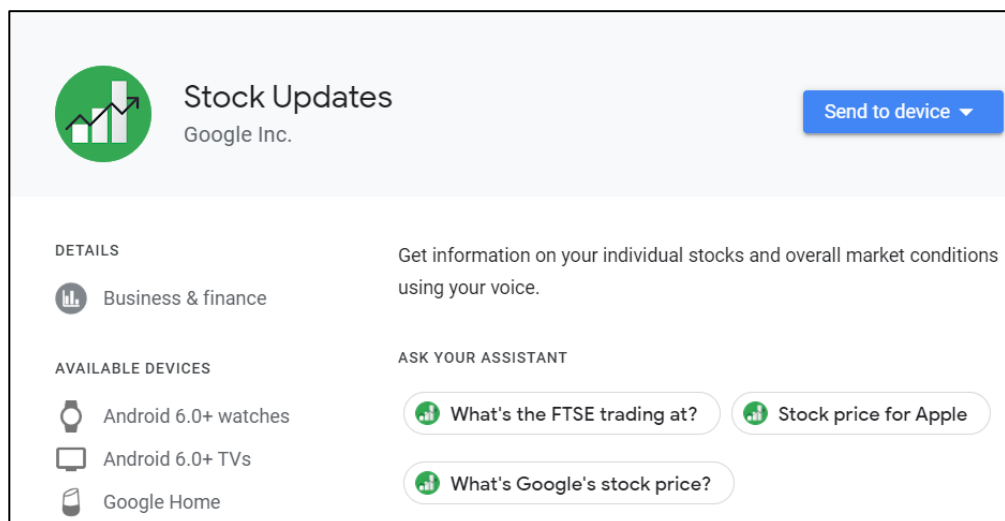 Stock Updates
Google Inc.
Send to device
DETAILS
Business & finance
AVAILABLE DEVICES
Android 6.0+ watches
Android 6.0+ TVs
Google Home
Get information on your individual stocks and overall market conditions
using your voice.
ASK YOUR ASSISTANT
What's the FTSE trading at?
Stock price for Apple
What's Google's stock price?